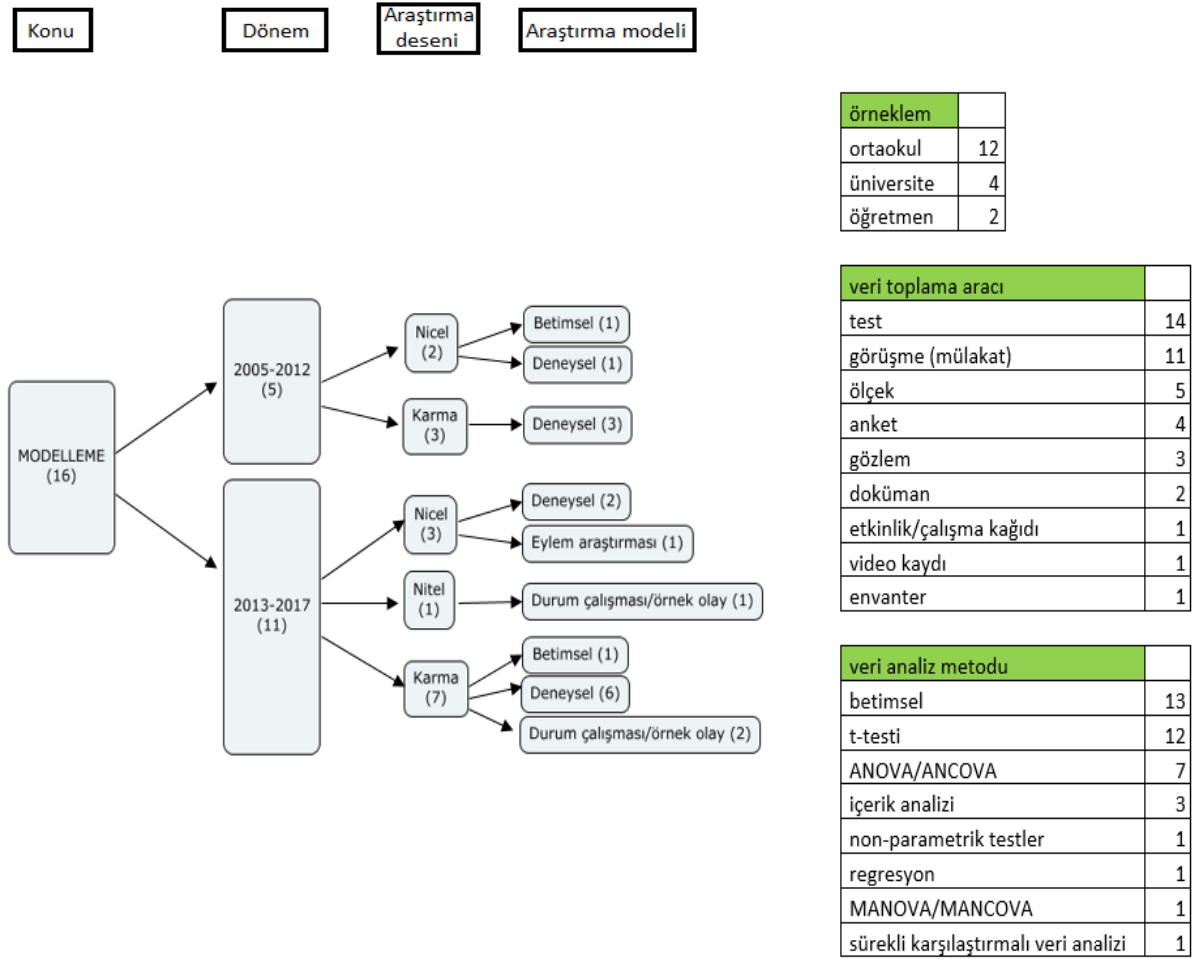 Konu
Dönem
Araştırma
deseni
Araştırma modeli
MODELLEME
(16)
2005-2012
(5)
Nicel
(2)
Betimsel (1)
Deneysel (1)
Karma
(3)
Deneysel (3)
2013-2017
(11)
Nicel
(3)
Deneysel (2)
Eylem araştırması (1)
Nitel
(1)
Durum çalışması/örnek olay (1)
Karma
(7)
Betimsel (1)
Deneysel (6)
Durum çalışması/örnek olay (2)
örneklem
ortaokul 12
üniversite 4
öğretmen 2
veri toplama aracı
test 14
görüşme (mülakat) 11
ölçek 5
anket 4
gözlem 3
doküman 2
etkinlik/çalışma kağıdı 1
video kaydı 1
envanter 1
veri analiz metodu
betimsel 13
t-testi 12
ANOVA/ANCOVA 7
içerik analizi 3
non-parametrik testler 1
regresyon 1
MANOVA/MANCOVA 1
sürekli karşılaştırmalı veri analizi 1